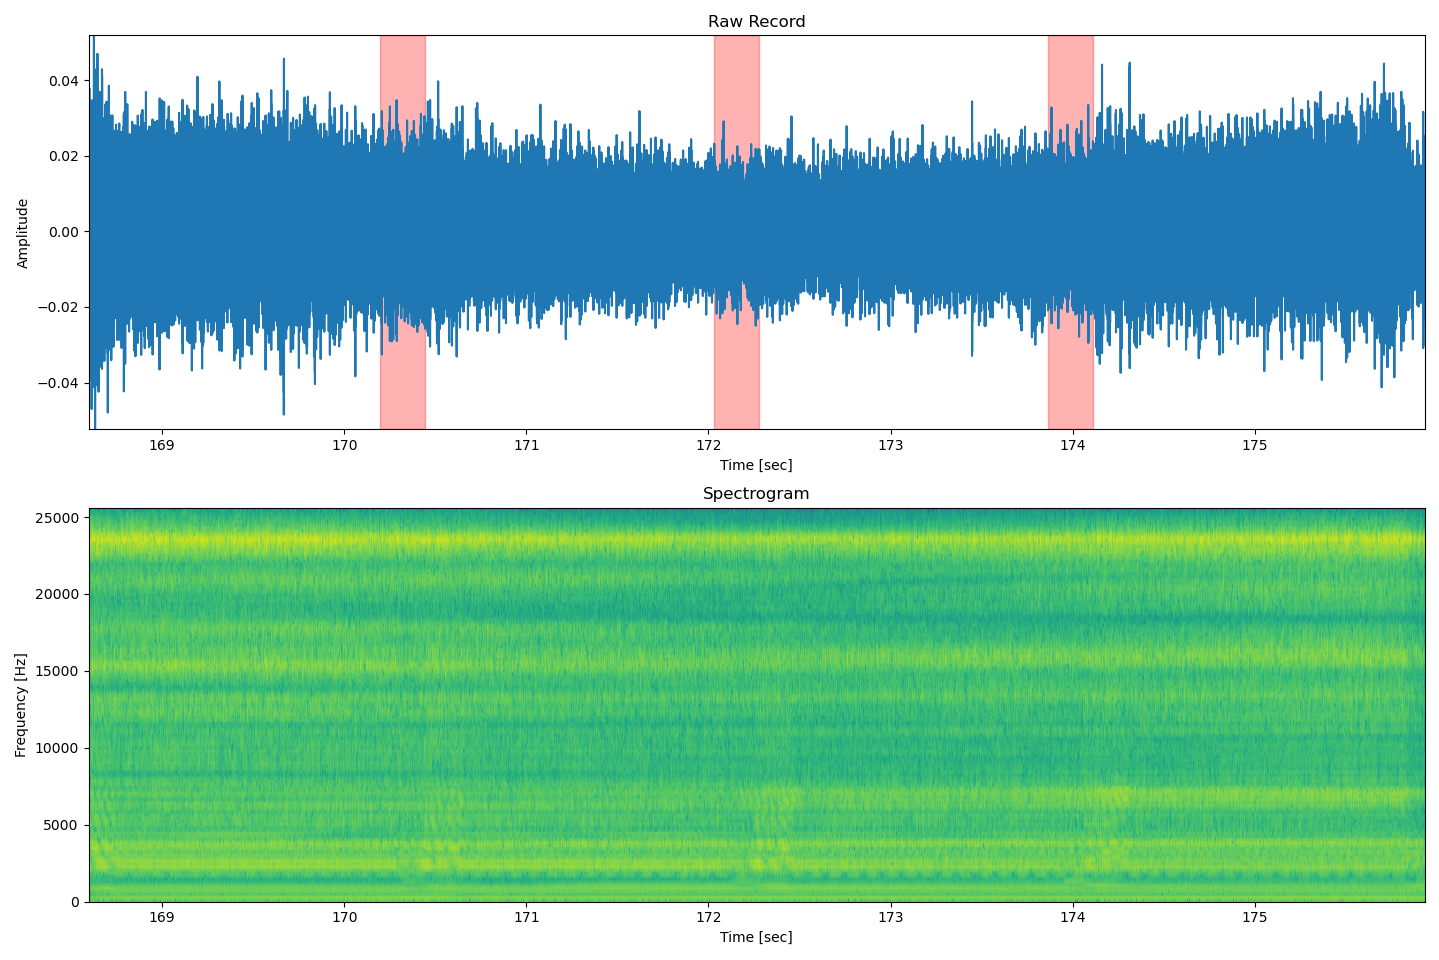 Raw Record
0.04
0.02
0.00
−0.02
−0.04
Amplitude
169 170 171 172 173 174 175
Time [sec]
Spectrogram
25000
20000
15000
10000
5000
0
Frequency [Hz]
169 170 171 172 173 174 175
Time [sec]